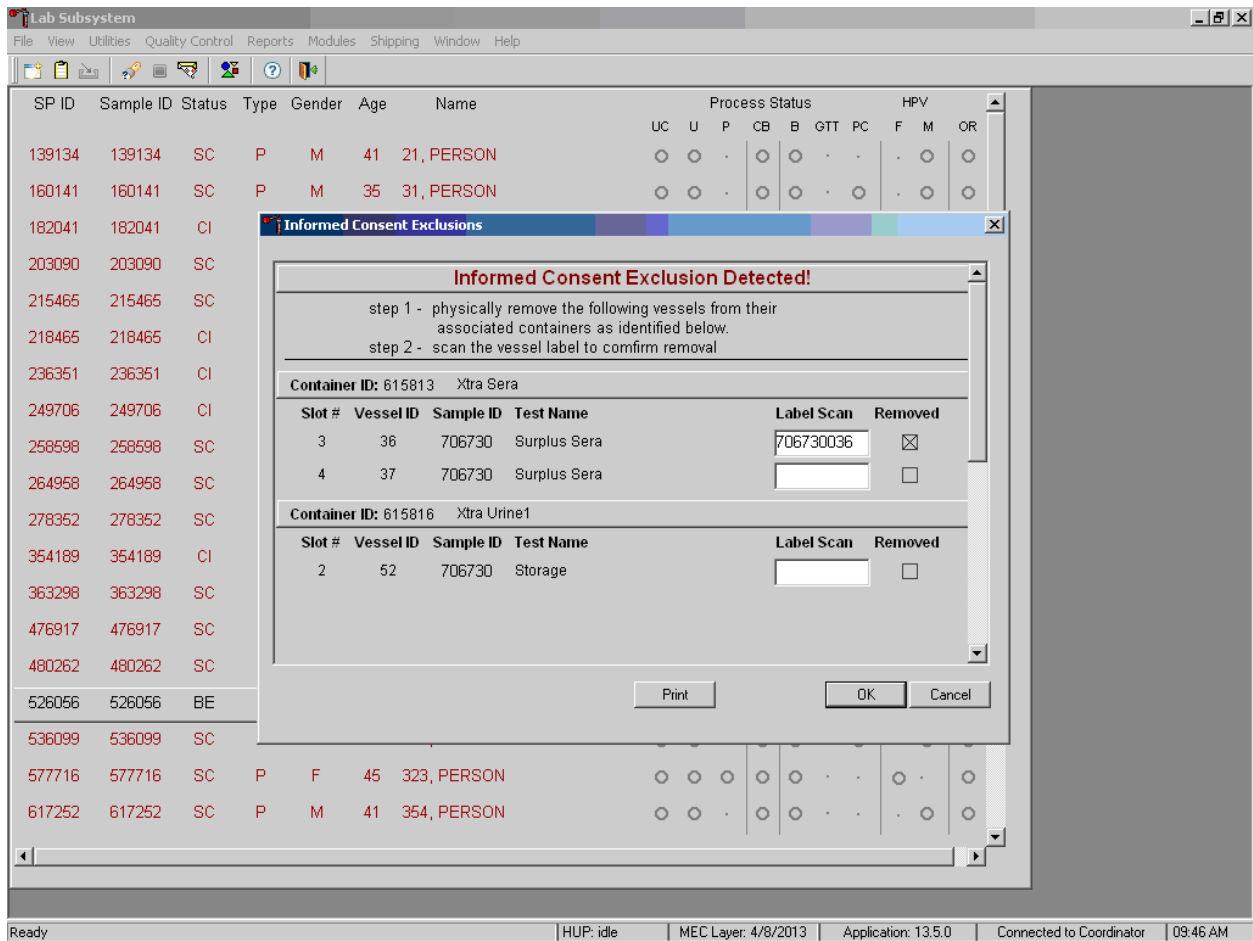 Lab Subsystem
File View Utilities Quality Control Reports Modules Shipping Window Help
SP ID Sample ID Status Type Gender Age Name Process Status HPV
UC U P CB B GTT PC F M OR
139134 139134 SC P M 41 21, PERSON
160141 160141 SC P M 35 31, PERSON
182041 182041 CI
203090 203090 SC
215465 215465 SC
218465 218465 CI
236351 236351 CI
249706 249706 CI
258598 258598 SC
264958 264958 SC
278352 278352 SC
354189 354189 CI
363298 363298 SC
476917 476917 SC
480262 480262 SC
526056 526056 BE
536099 536099 SC
577716 577716 SC P F 45 323, PERSON
617252 617252 SC P M 41 354, PERSON
Informed Consent Exclusions
Informed Consent Exclusion Detected!
step 1 - physically remove the following vessels from their
associated containers as identified below.
step 2 - scan the vessel label to comfirm removal
Container ID: 615813 Xtra Sera
Slot # Vessel ID Sample ID Test Name Label Scan Removed
3 36 706730 Surplus Sera 706730036
4 37 706730 Surplus Sera
Container ID: 615816 Xtra Urine1
Slot # Vessel ID Sample ID Test Name Label Scan Removed
2 52 706730 Storage
Print OK Cancel
Ready HUP: idle MEC Layer: 4/8/2013 Application: 13.5.0 Connected to Coordinator 09:46 AM